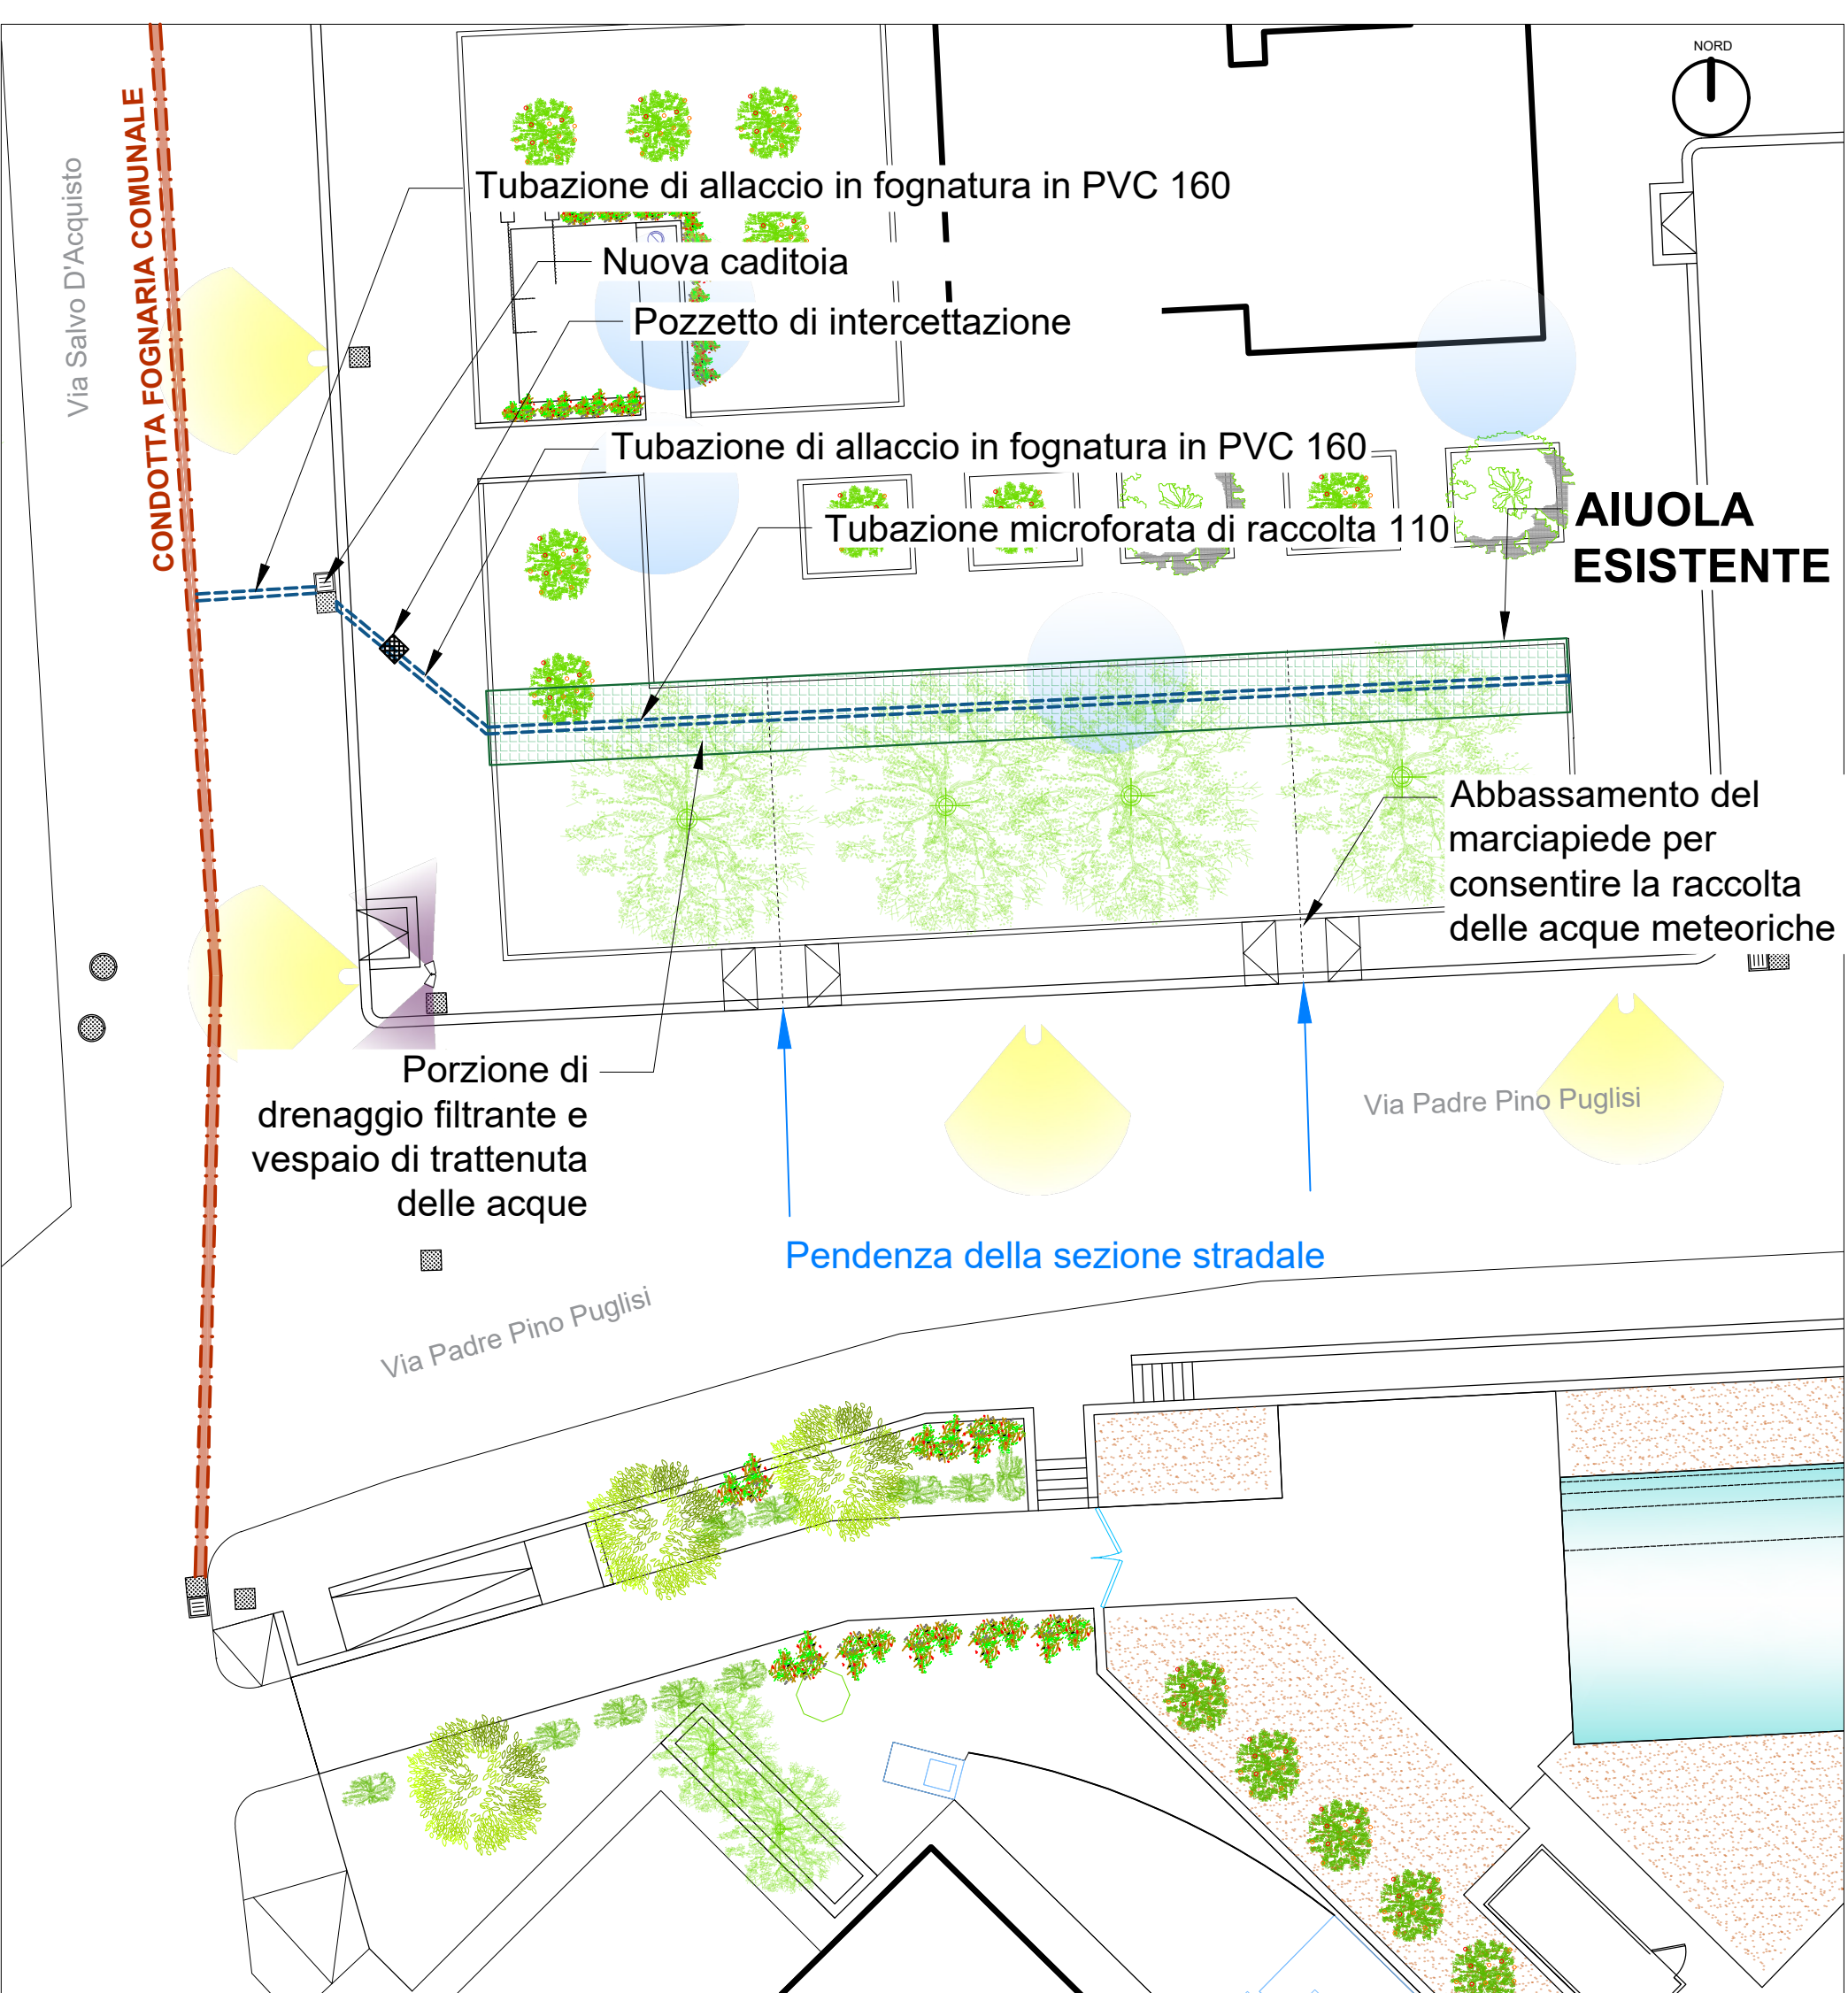 NORD
Via Salvo D'Acquisto
CONDOTTA FOGNARIA COMUNALE
Tubazione di allaccio in fognatura in PVC 160
Nuova caditoia
Pozzetto di intercettazione
Tubazione di allaccio in fognatura in PVC 160
Tubazione microforata di raccolta 110
AIUOLA
ESISTENTE
Abbassamento del
marciapiede per
consentire la raccolta
delle acque meteoriche
Porzione di
drenaggio filtrante e
vespaio di trattenuta
delle acque
Via Padre Pino Puglisi
Pendenza della sezione stradale
Via Padre Pino Puglisi